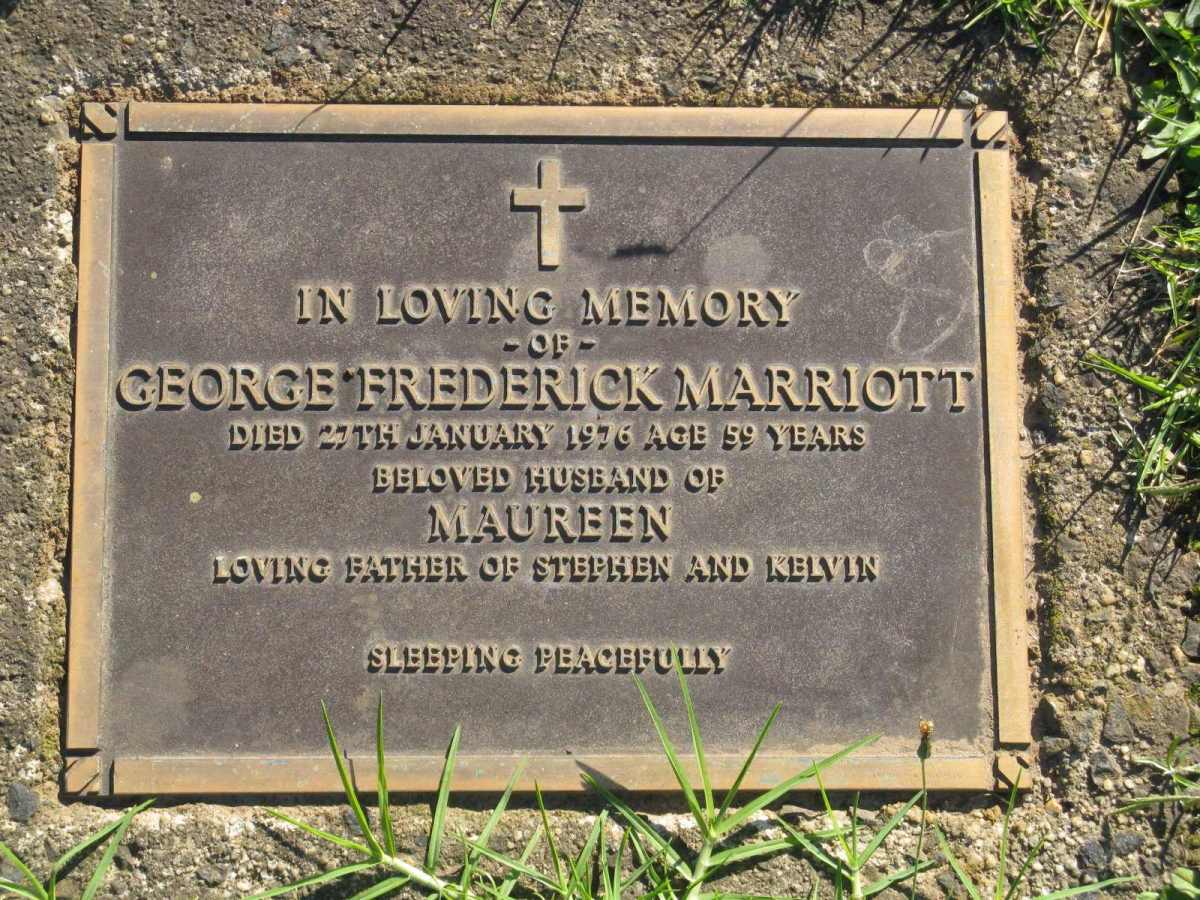 IN LOVING MEMORY
- OF -
GEORGE FREDERICK MARRIOTT
DIED 27TH JANUARY 1976 AGE 59 YEARS
BELOVED HUSBAND OF
MAUREEN
LOVING FATHER OF STEPHEN AND KELVIN
SLEEPING PEACEFULLY